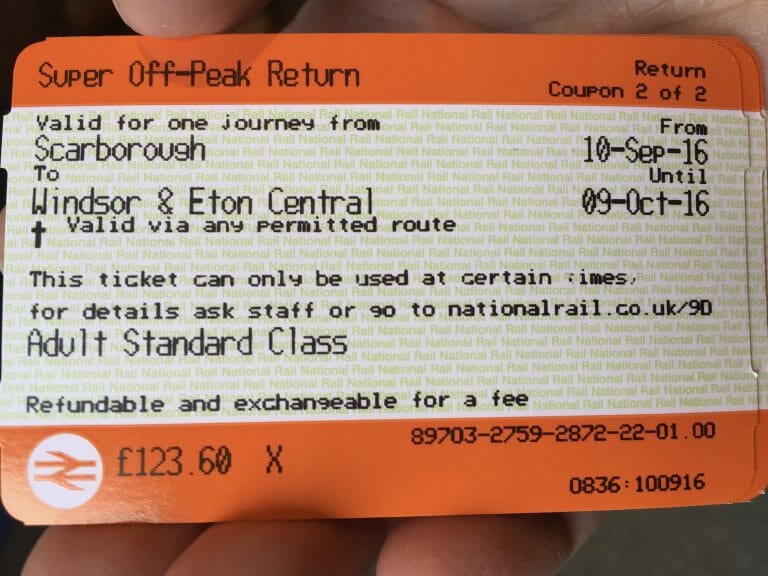 Super Off-Peak Return
Return
Coupon 2 of 2
Valid for one journey from
From
Scarborough
10-Sep-16
To
Until
Windsor & Eton Central
09-Oct-16
† Valid via any permitted route
This ticket can only be used at certain times,
for details ask staff or go to nationalrail.co.uk/9D
Adult Standard Class
Refundable and exchangeable for a fee
£123.60 X
89703-2759-2872-22-01.00
0836:100916